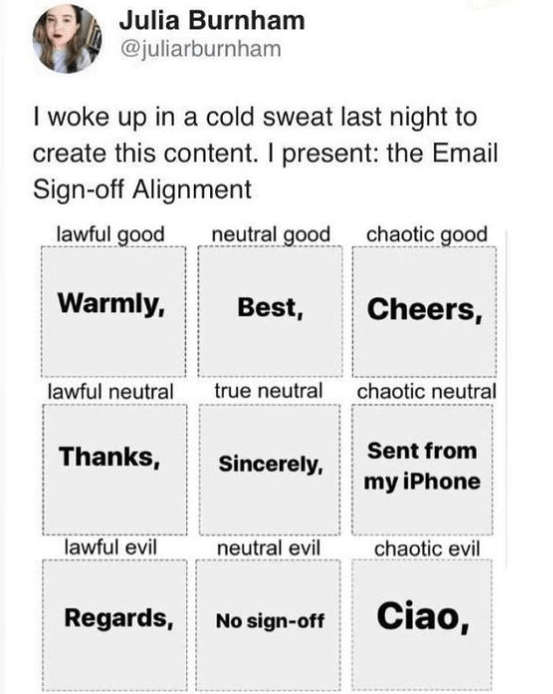 Julia Burnham
@juliarburnham
I woke up in a cold sweat last night to
create this content. I present: the Email
Sign-off Alignment
lawful good neutral good chaotic good
Warmly, Best, Cheers,
lawful neutral true neutral chaotic neutral
Thanks, Sincerely, Sent from
my iPhone
lawful evil neutral evil chaotic evil
Regards, No sign-off Ciao,